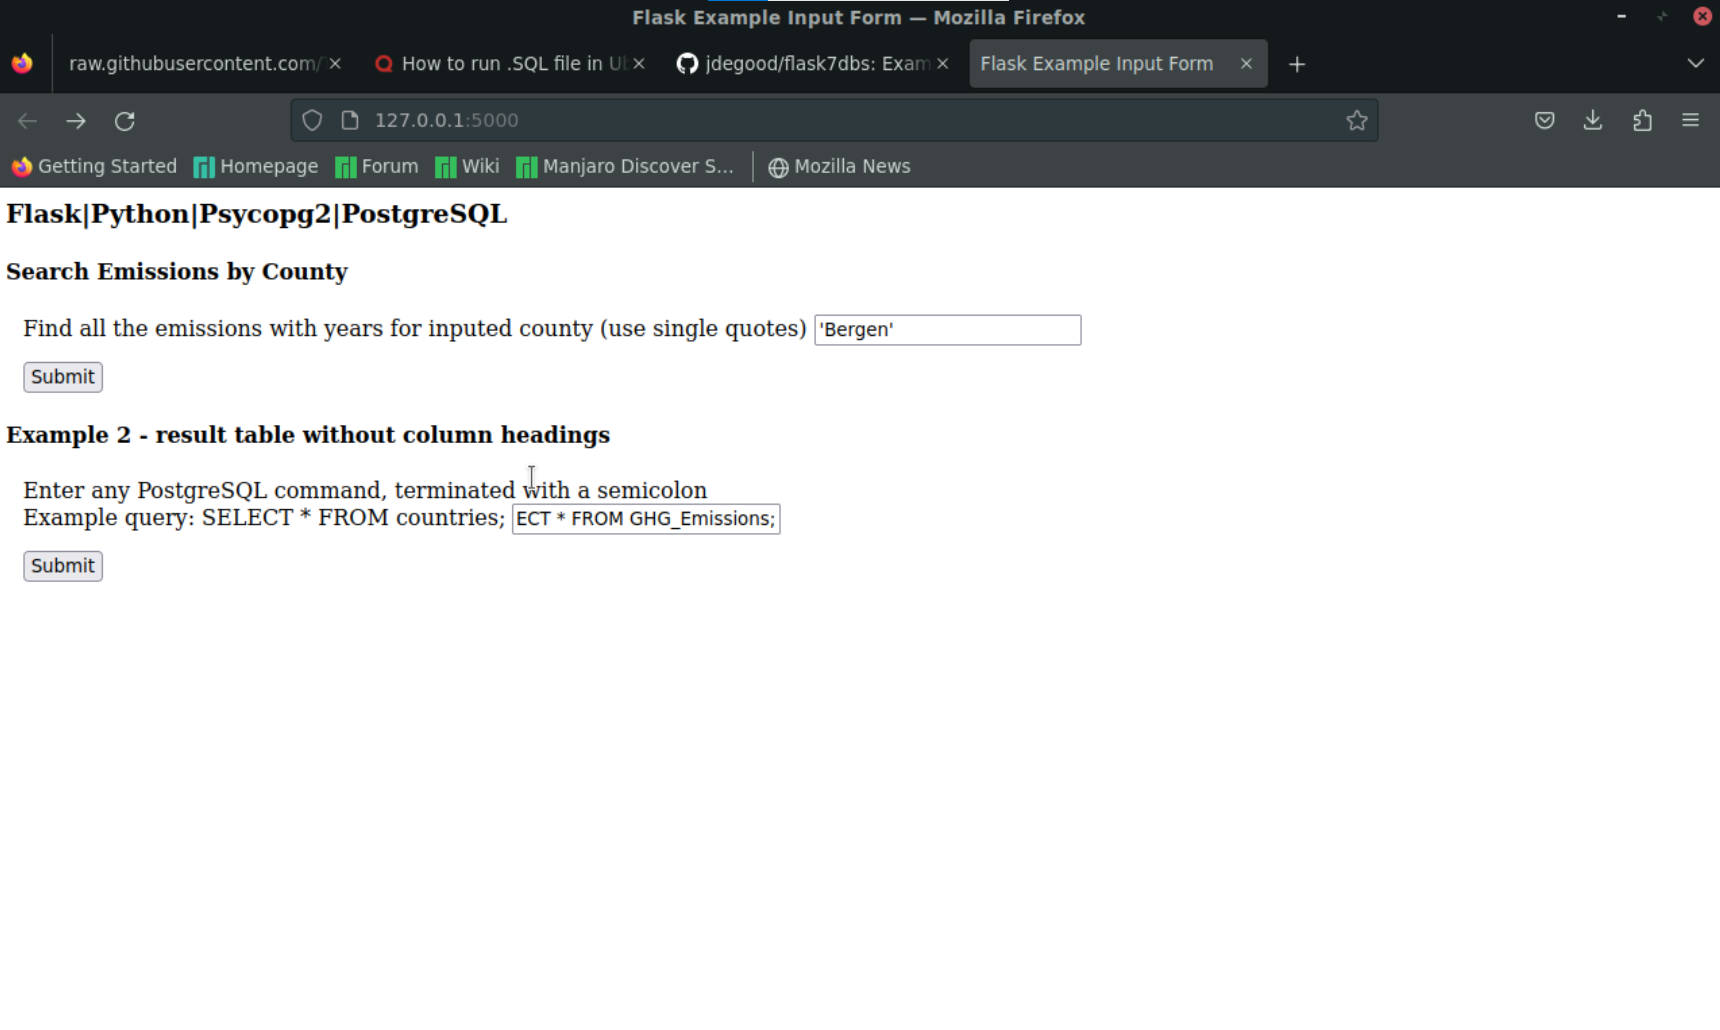 Flask Example Input Form — Mozilla Firefox
raw.githubusercontent.com/
How to run .SQL file in Ub
jdegood/flask7dbs: Exam
Flask Example Input Form
127.0.0.1:5000
Getting Started Homepage Forum Wiki Manjaro Discover S... Mozilla News
Flask|Python|Psycopg2|PostgreSQL
Search Emissions by County
Find all the emissions with years for inputed county (use single quotes) 'Bergen'
Submit
Example 2 - result table without column headings
Enter any PostgreSQL command, terminated with a semicolon
Example query: SELECT * FROM countries; ECT * FROM GHG_Emissions;
Submit